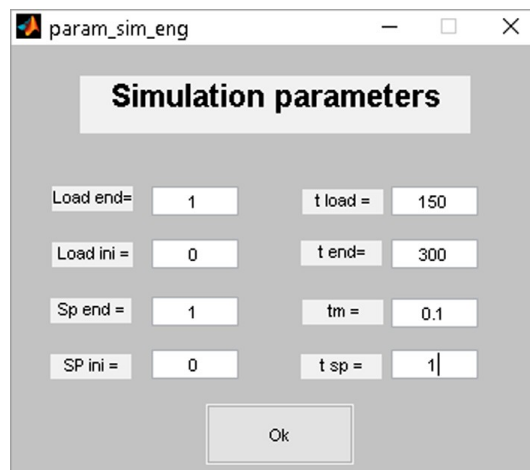 param_sim_eng
Simulation parameters
Load end= 1 t load = 150
Load ini = 0 t end= 300
Sp end = 1 tm = 0.1
SP ini = 0 t sp = 1
Ok